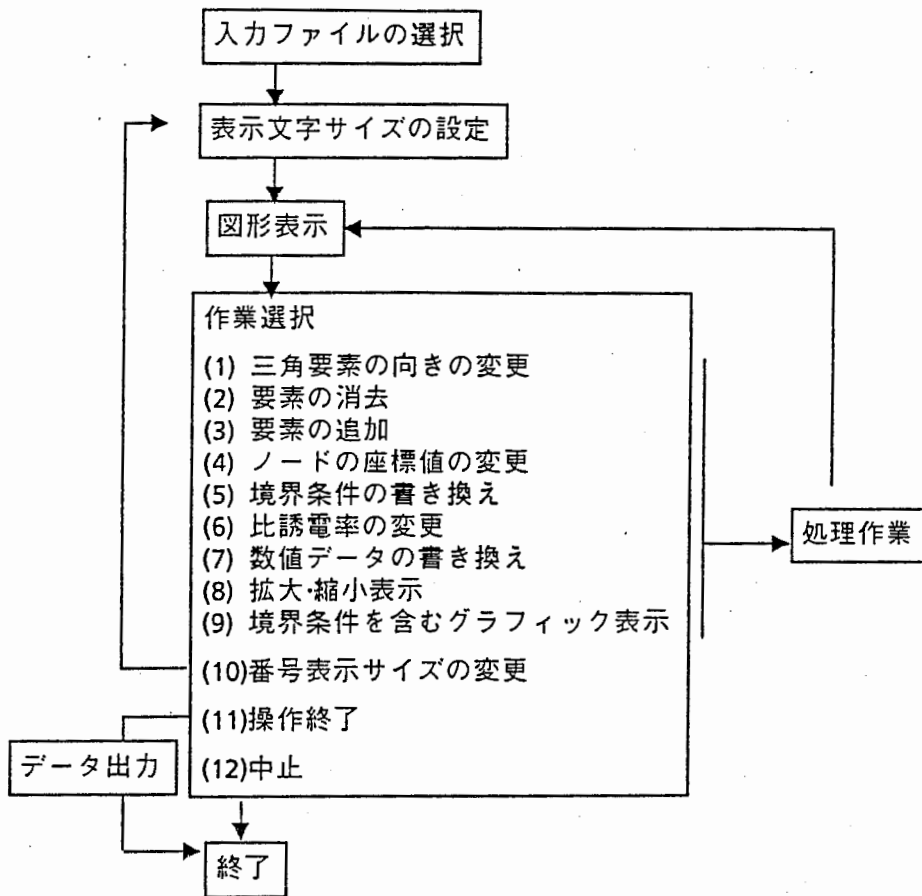 入力ファイルの選択
表示文字サイズの設定
図形表示
作業選択
(1) 三角要素の向きの変更
(2) 要素の消去
(3) 要素の追加
(4) ノードの座標値の変更
(5) 境界条件の書き換え
(6) 比誘電率の変更
(7) 数値データの書き換え
(8) 拡大・縮小表示
(9) 境界条件を含むグラフィック表示
(10)番号表示サイズの変更
(11)操作終了
(12)中止
処理作業
データ出力
終了